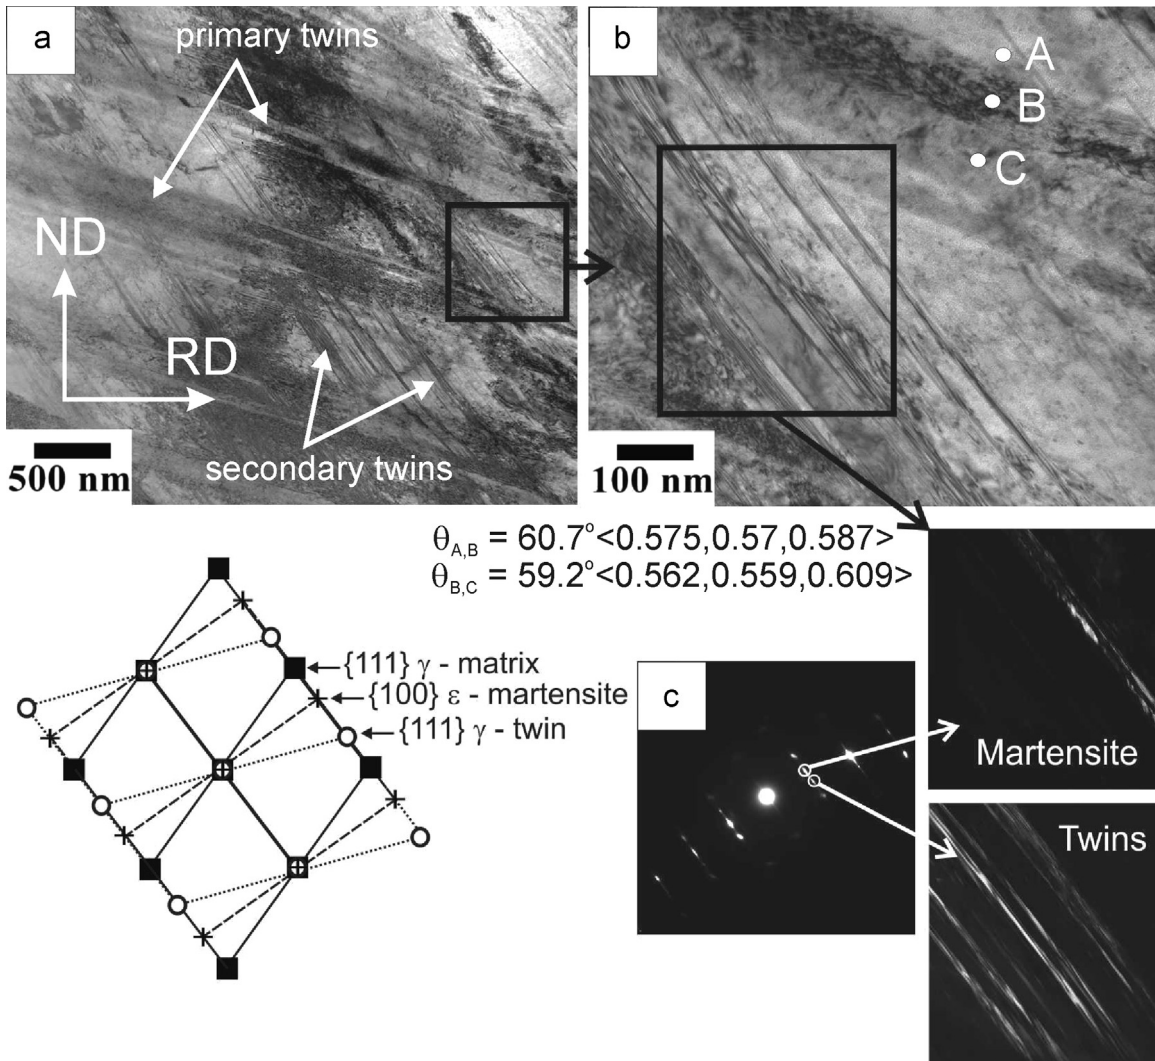 a
primary twins
ND
RD
secondary twins
500 nm
b
A
B
C
100 nm
θA,B = 60.7°<0.575,0.57,0.587>
θB,C = 59.2°<0.562,0.559,0.609>
{111} γ - matrix
{100} ε - martensite
{111} γ - twin
c
Martensite
Twins